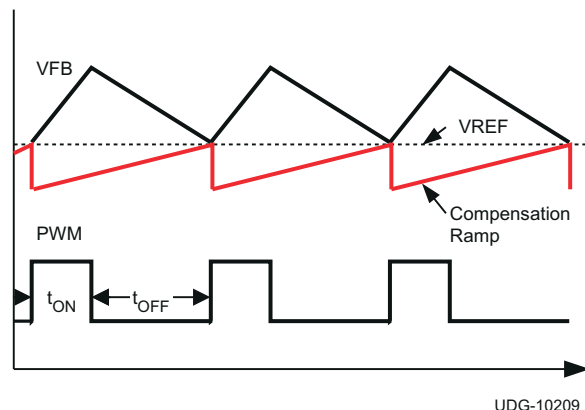 VFB
VREF
Compensation
Ramp
PWM
tON
tOFF
UDG-10209